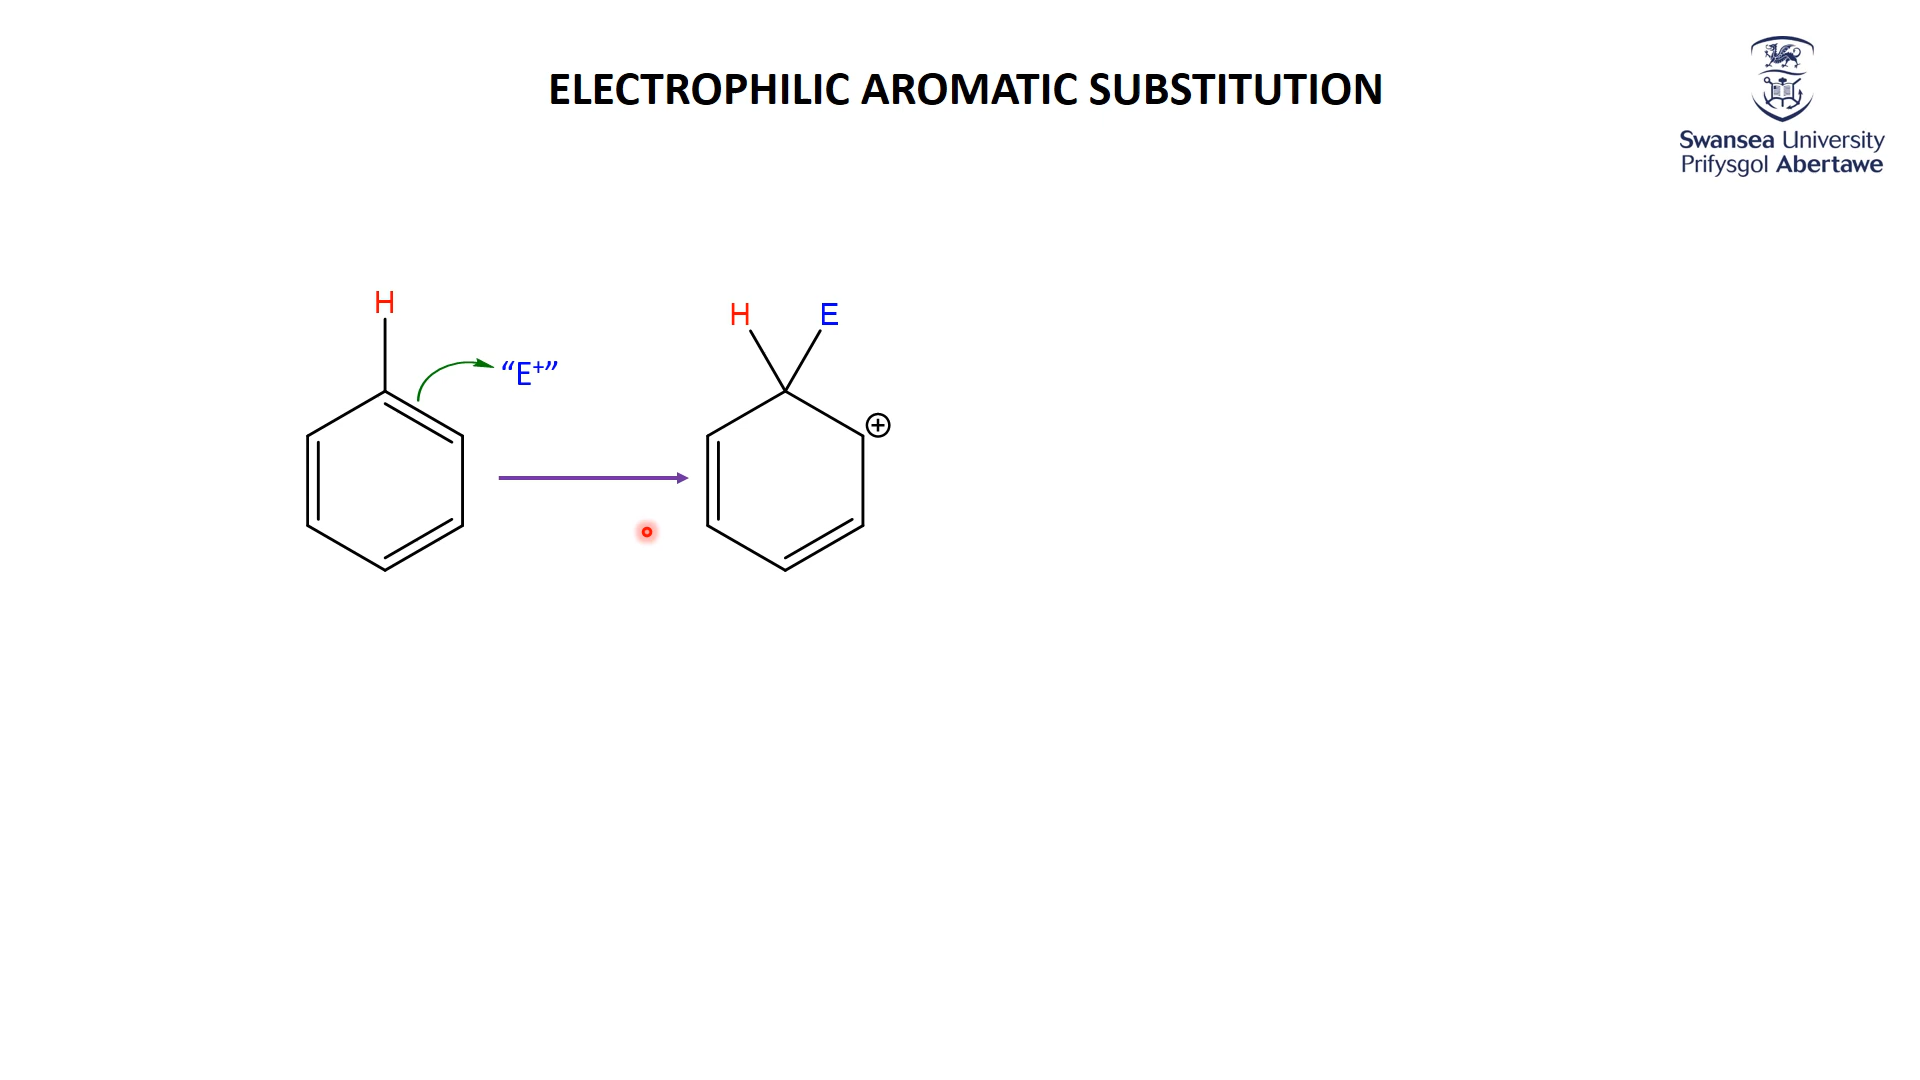 ELECTROPHILIC AROMATIC SUBSTITUTION
Swansea University
Prifysgol Abertawe
H
“E⁺”
H E
⊕